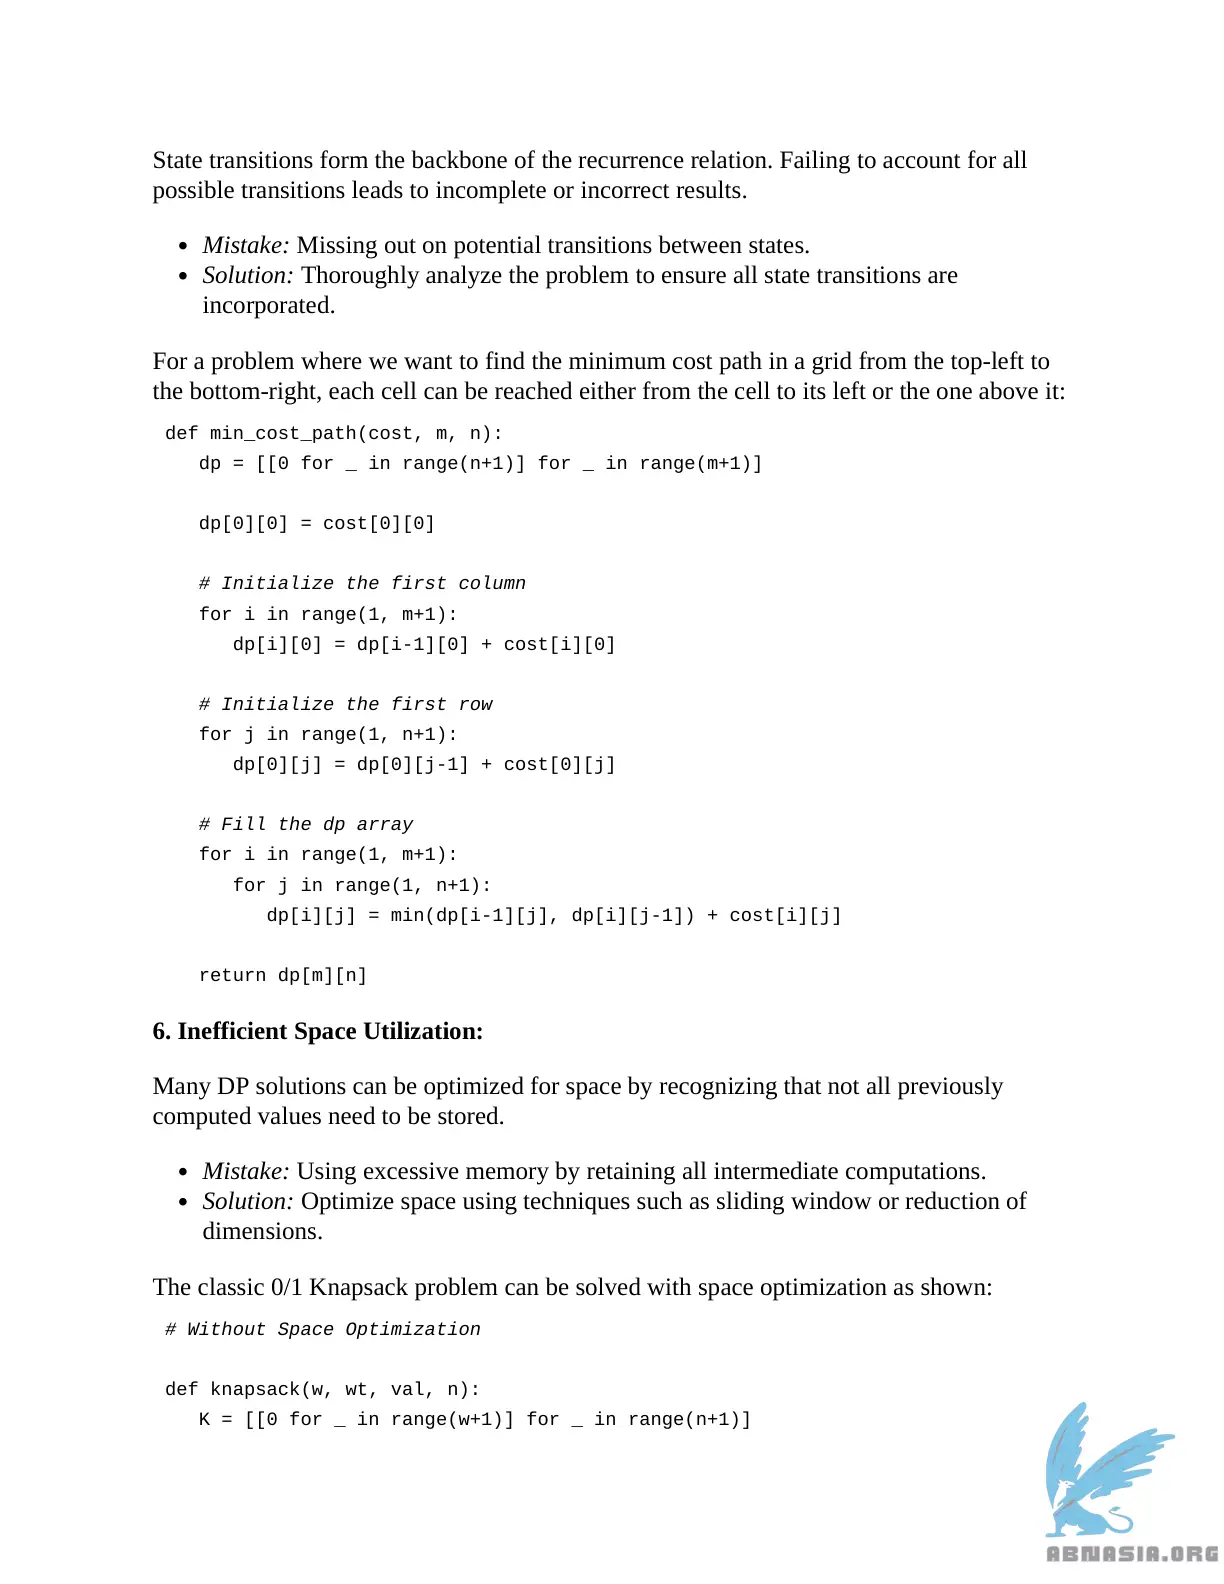 State transitions form the backbone of the recurrence relation. Failing to account for all
possible transitions leads to incomplete or incorrect results.
• Mistake: Missing out on potential transitions between states.
• Solution: Thoroughly analyze the problem to ensure all state transitions are
incorporated.
For a problem where we want to find the minimum cost path in a grid from the top-left to
the bottom-right, each cell can be reached either from the cell to its left or the one above it:
def min_cost_path(cost, m, n):
   dp = [[0 for _ in range(n+1)] for _ in range(m+1)]
   dp[0][0] = cost[0][0]
   # Initialize the first column
   for i in range(1, m+1):
      dp[i][0] = dp[i-1][0] + cost[i][0]
   # Initialize the first row
   for j in range(1, n+1):
      dp[0][j] = dp[0][j-1] + cost[0][j]
   # Fill the dp array
   for i in range(1, m+1):
      for j in range(1, n+1):
         dp[i][j] = min(dp[i-1][j], dp[i][j-1]) + cost[i][j]
   return dp[m][n]
6. Inefficient Space Utilization:
Many DP solutions can be optimized for space by recognizing that not all previously
computed values need to be stored.
• Mistake: Using excessive memory by retaining all intermediate computations.
• Solution: Optimize space using techniques such as sliding window or reduction of
dimensions.
The classic 0/1 Knapsack problem can be solved with space optimization as shown:
# Without Space Optimization
def knapsack(w, wt, val, n):
   K = [[0 for _ in range(w+1)] for _ in range(n+1)]
ABNASIA.ORG